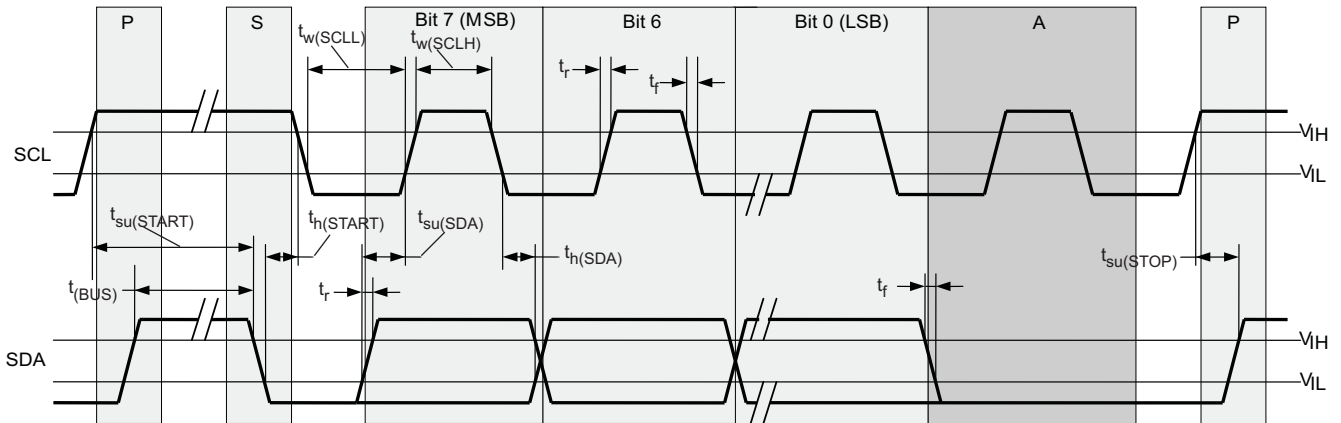 P S Bit 7 (MSB) Bit 6 Bit 0 (LSB) A P
tw(SCLL) tw(SCLH)
tr tf
SCL
VIH
VIL
tsu(START) th(START) tsu(SDA) th(SDA) tsu(STOP)
t(BUS) tr tf
SDA
VIH
VIL